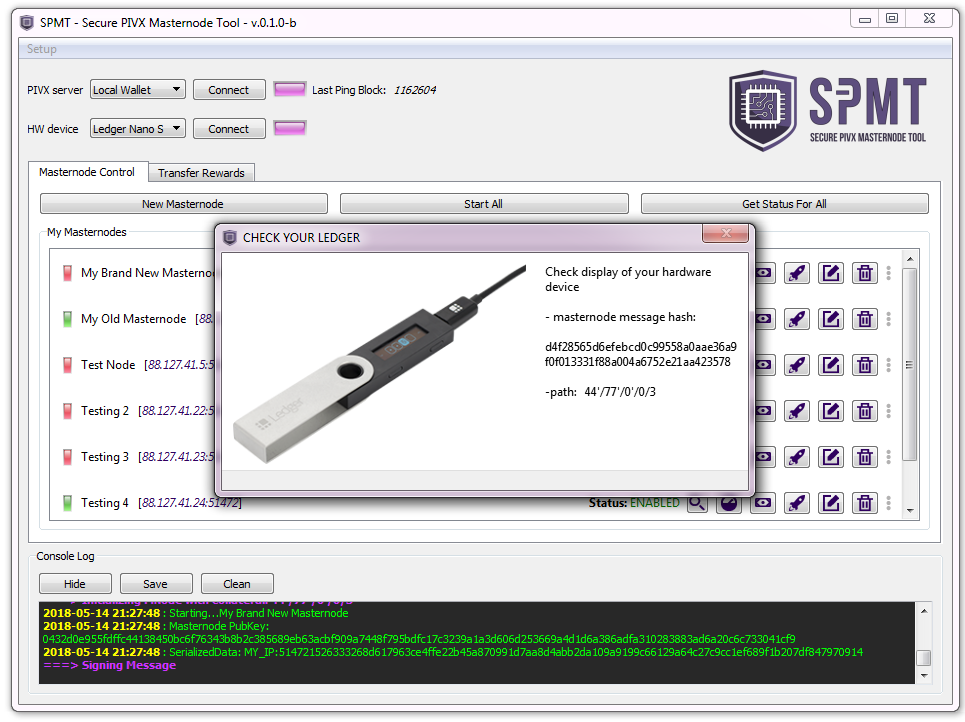 SPMT - Secure PIVX Masternode Tool - v.0.1.0-b
Setup
PIVX server
Local Wallet
Connect
Last Ping Block: 1162604
HW device
Ledger Nano S
Connect
SPMT
SECURE PIVX MASTERNODE TOOL
Masternode Control
Transfer Rewards
New Masternode
Start All
Get Status For All
My Masternodes
CHECK YOUR LEDGER
My Brand New Masterno
My Old Masternode [88.
Test Node [88.127.41.5:5
Testing 2 [88.127.41.22:5
Testing 3 [88.127.41.23:5
Testing 4 [88.127.41.24:51472]
Status: ENABLED
Ledger
Check display of your hardware
device
- masternode message hash:
d4f28565d6efebcd0c99558a0aae36a9
f0f013331f88a004a6752e21aa423578
-path: 44'/77'/0'/0/3
Console Log
Hide
Save
Clean
2018-05-14 21:27:48 : Starting...My Brand New Masternode
2018-05-14 21:27:48 : Masternode PubKey:
0432d0e955fdffc44138450bc6f76343b8b2c385689eb63acbf909a7448f795bdfc17c3239a1a3d606d253669a4d1d6a386adfa310283883ad6a20c6c733041cf9
2018-05-14 21:27:48 : SerializedData: MY_IP:514721526333268d617963ce4ffe22b45a870991d7aa8d4abb2da109a9199c66129a64c27c9cc1ef689f1b207df847970914
===> Signing Message